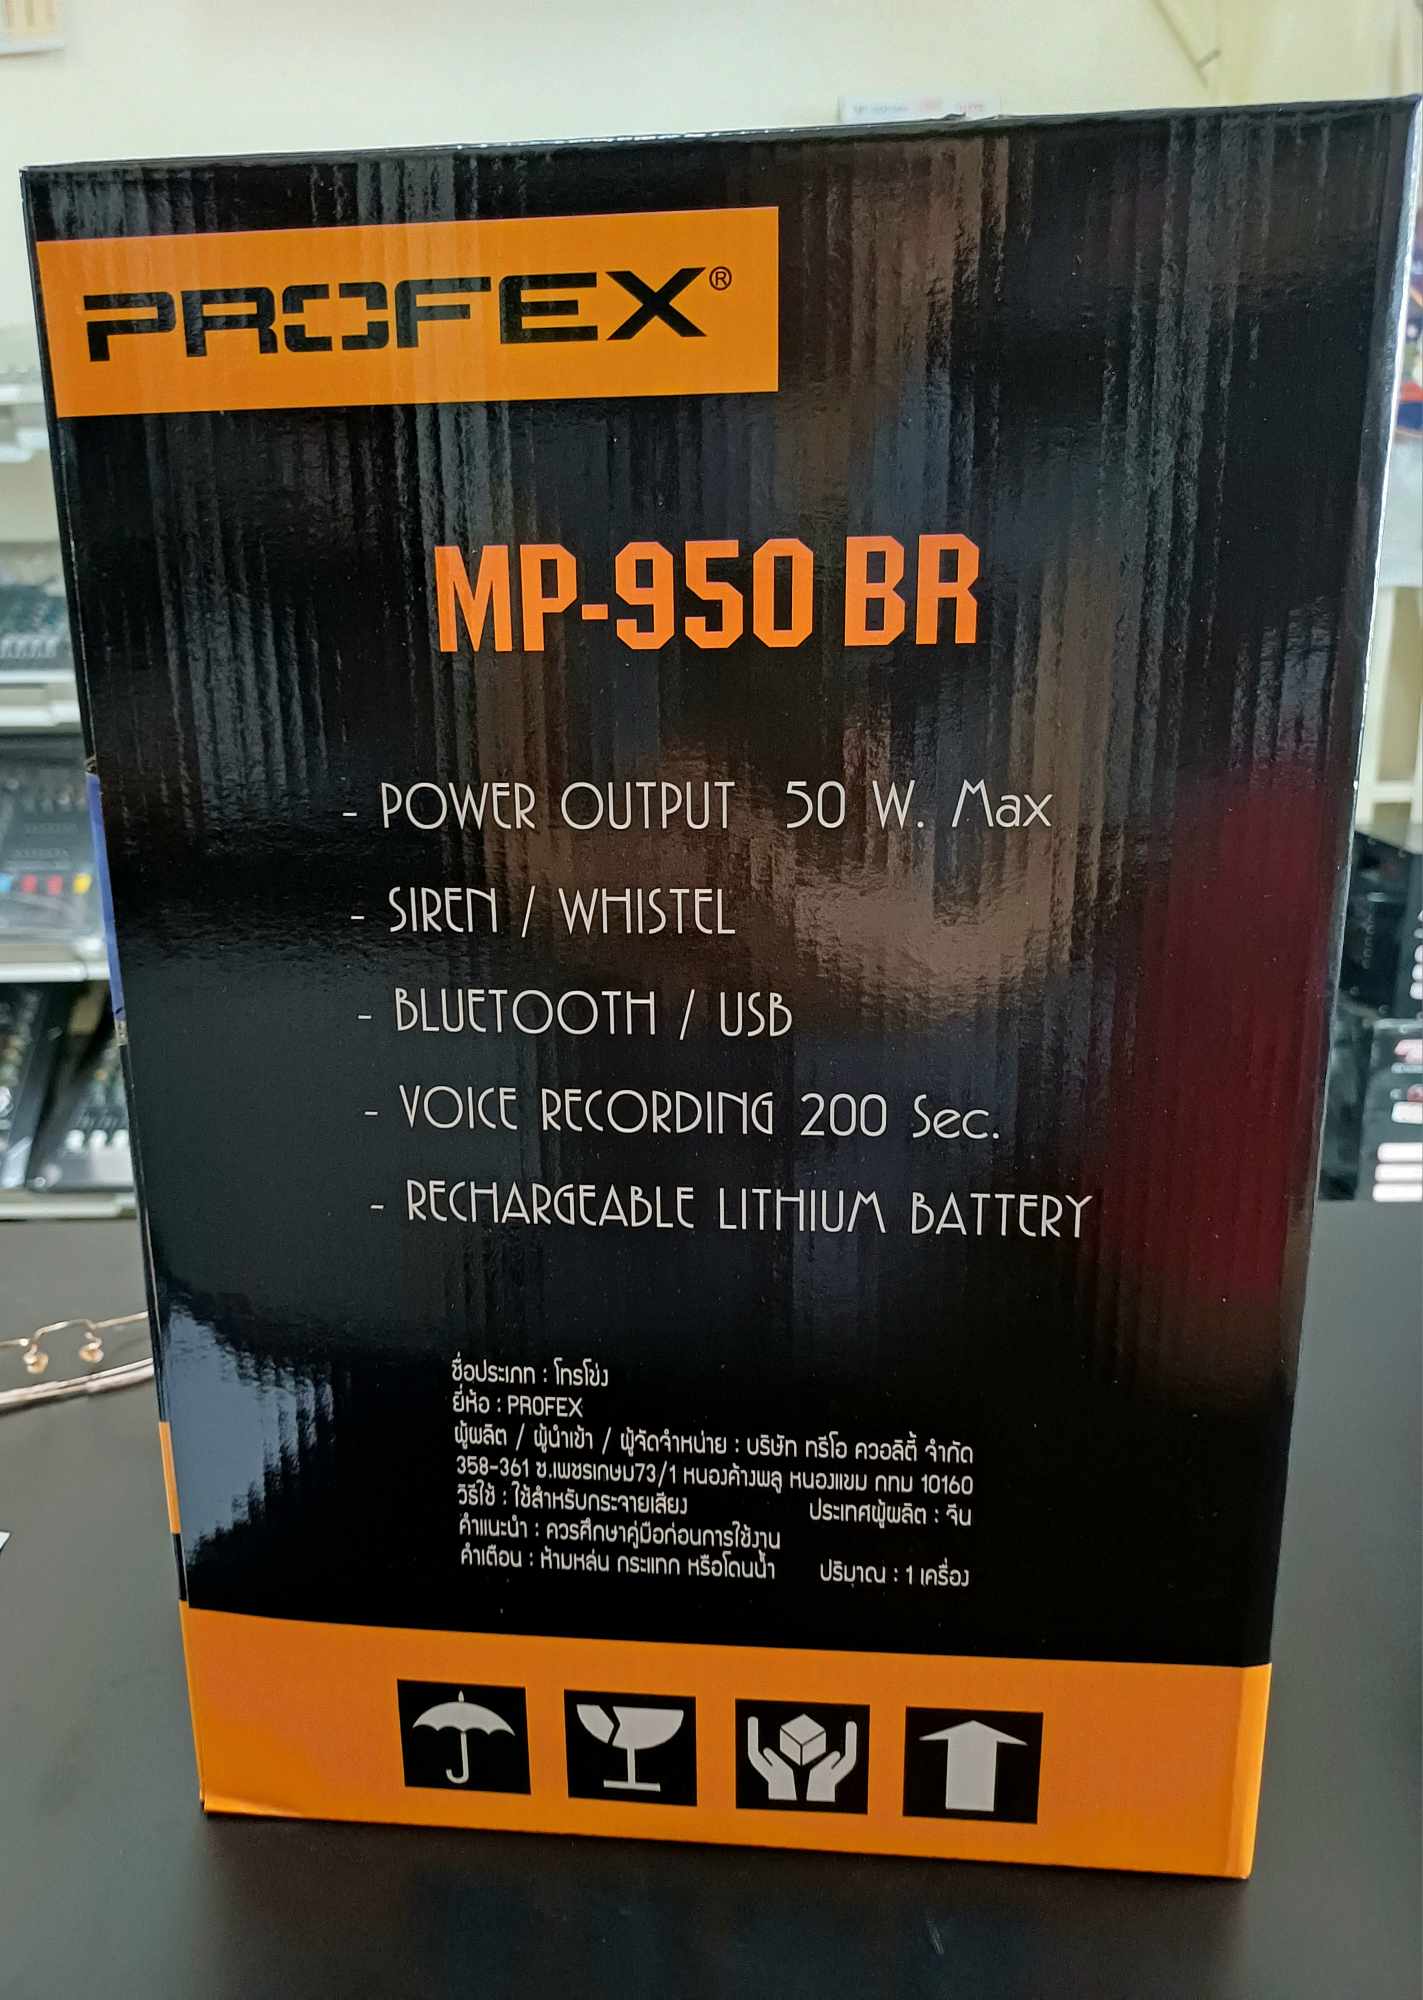 PROFEX®
MP-950 BR
- POWER OUTPUT 50 W. Max
- SIREN / WHISTEL
- BLUETOOTH / USB
- VOICE RECORDING 200 Sec.
- RECHARGEABLE LITHIUM BATTERY
ชื่อประเภท : โทรโข่ง
ยี่ห้อ : PROFEX
ผู้ผลิต / ผู้นำเข้า / ผู้จัดจำหน่าย : บริษัท ทรีโอ ควอลิตี้ จำกัด
358-361 ซ.เพชรเกษม73/1 หนองค้างพลู หนองแขม กทม 10160
วิธีใช้ : ใช้สำหรับกระจายเสียง ประเทศผู้ผลิต : จีน
คำแนะนำ : ควรศึกษาคู่มือก่อนการใช้งาน
คำเตือน : ห้ามหล่น กระแทก หรือโดนน้ำ ปริมาณ : 1 เครื่อง